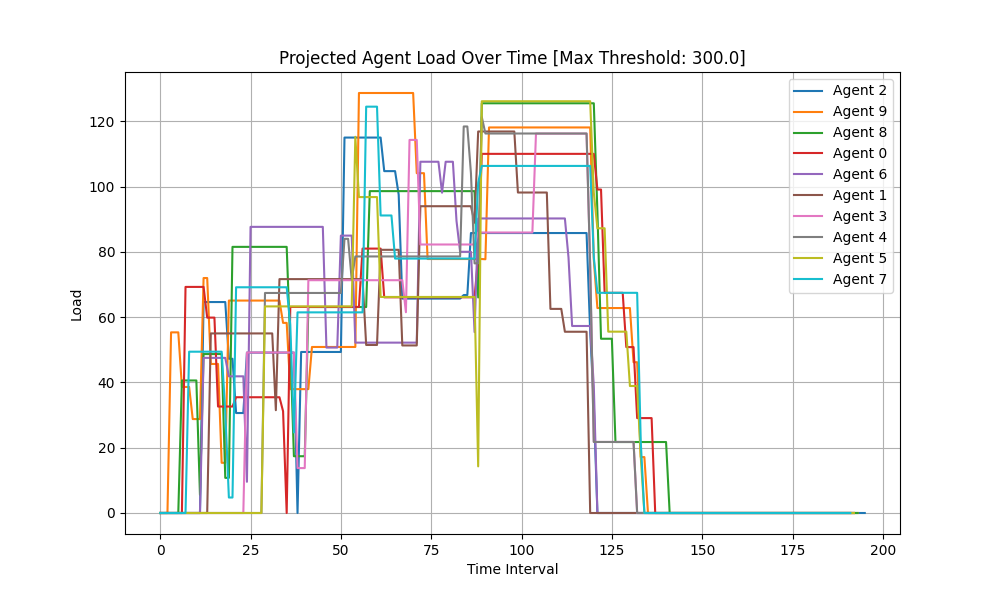 Projected Agent Load Over Time [Max Threshold: 300.0]
Load
120
100
80
60
40
20
0
0 25 50 75 100 125 150 175 200
Time Interval
Agent 2
Agent 9
Agent 8
Agent 0
Agent 6
Agent 1
Agent 3
Agent 4
Agent 5
Agent 7